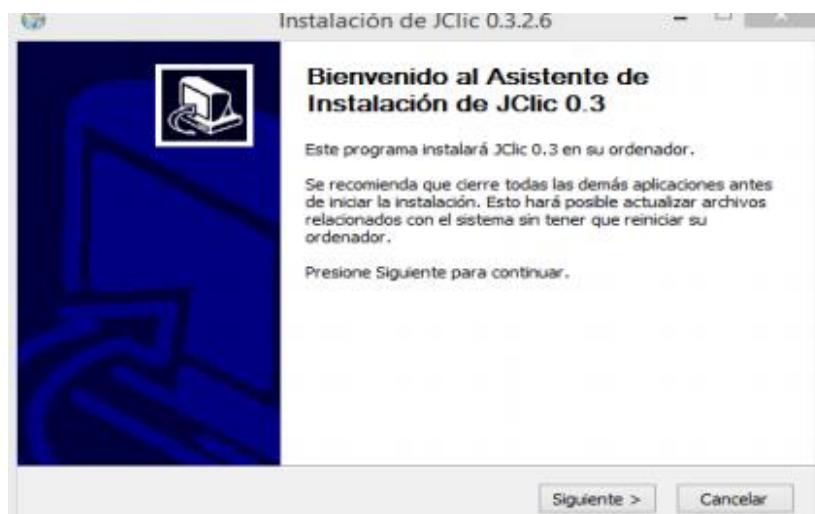 Instalación de JClic 0.3.2.6
Bienvenido al Asistente de
Instalación de JClic 0.3
Este programa instalará JClic 0.3 en su ordenador.
Se recomienda que cierre todas las demás aplicaciones antes
de iniciar la instalación. Esto hará posible actualizar archivos
relacionados con el sistema sin tener que reiniciar su
ordenador.
Presione Siguiente para continuar.
Siguiente >
Cancelar